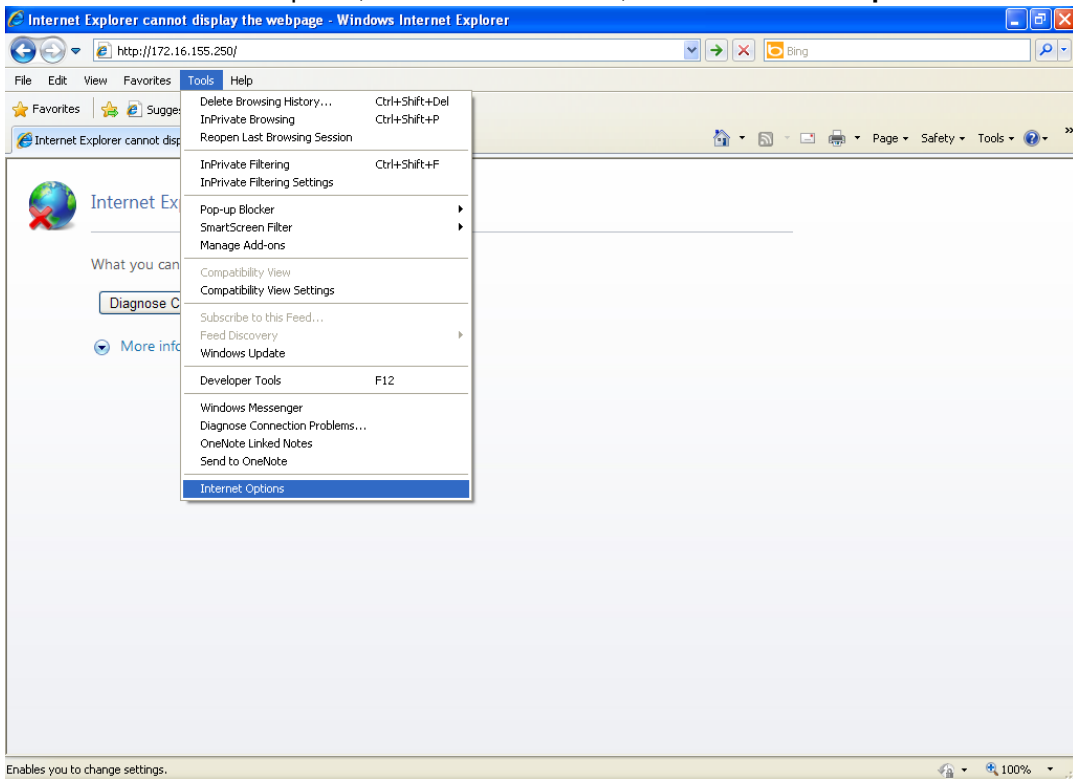 Internet Explorer cannot display the webpage - Windows Internet Explorer
http://172.16.155.250/
Bing
File Edit View Favorites Tools Help
Favorites Sugges
Internet Explorer cannot disp
Page Safety Tools
Delete Browsing History... Ctrl+Shift+Del
InPrivate Browsing Ctrl+Shift+P
Reopen Last Browsing Session
InPrivate Filtering Ctrl+Shift+F
InPrivate Filtering Settings
Pop-up Blocker
SmartScreen Filter
Manage Add-ons
Compatibility View
Compatibility View Settings
Subscribe to this Feed...
Feed Discovery
Windows Update
Developer Tools F12
Windows Messenger
Diagnose Connection Problems...
OneNote Linked Notes
Send to OneNote
Internet Options
Internet Ex
What you can
Diagnose C
More info
Enables you to change settings.
100%